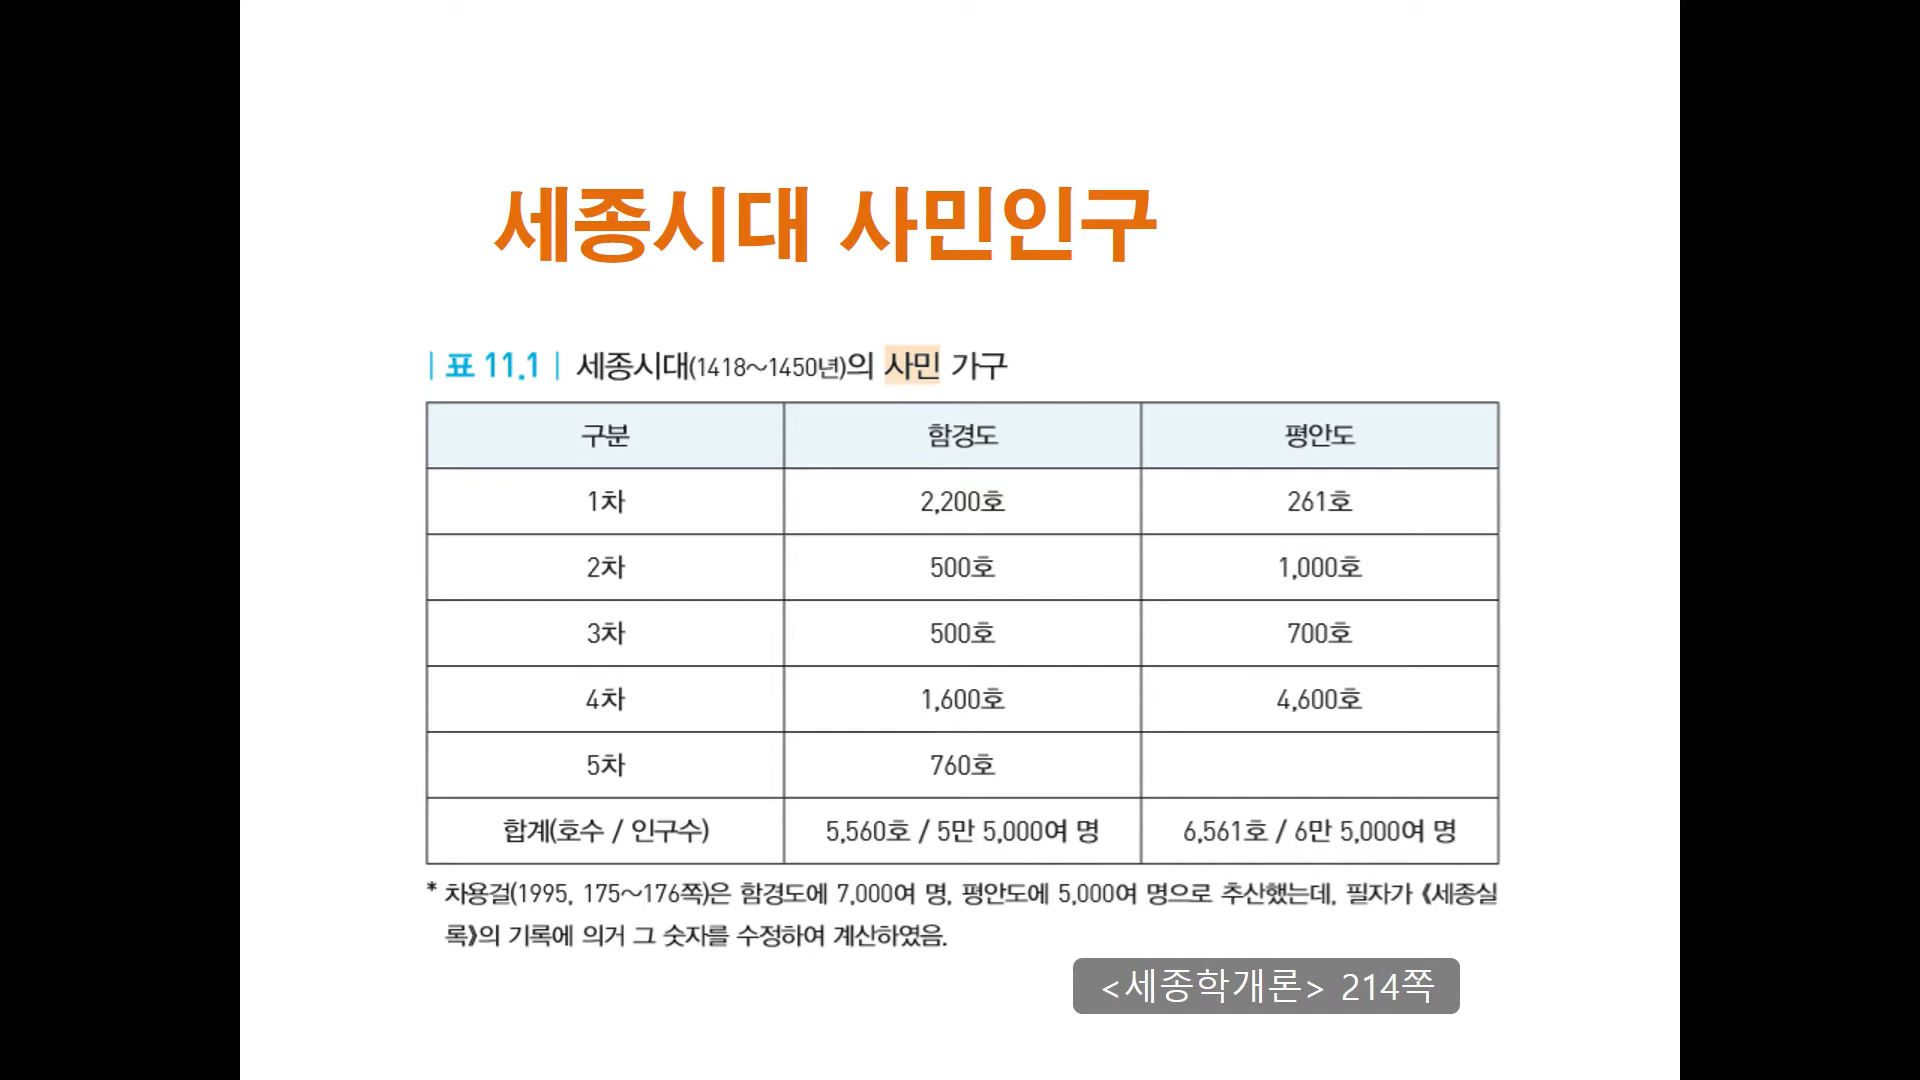 세종시대 사민인구
| 표 11.1 | 세종시대(1418～1450년)의 사민 가구
구분 함경도 평안도
1차 2,200호 261호
2차 500호 1,000호
3차 500호 700호
4차 1,600호 4,600호
5차 760호
합계(호수 / 인구수) 5,560호 / 5만 5,000여 명 6,561호 / 6만 5,000여 명
* 차용걸(1995, 175～176쪽)은 함경도에 7,000여 명, 평안도에 5,000여 명으로 추산했는데, 필자가 《세종실
록》의 기록에 의거 그 숫자를 수정하여 계산하였음.
<세종학개론> 214쪽